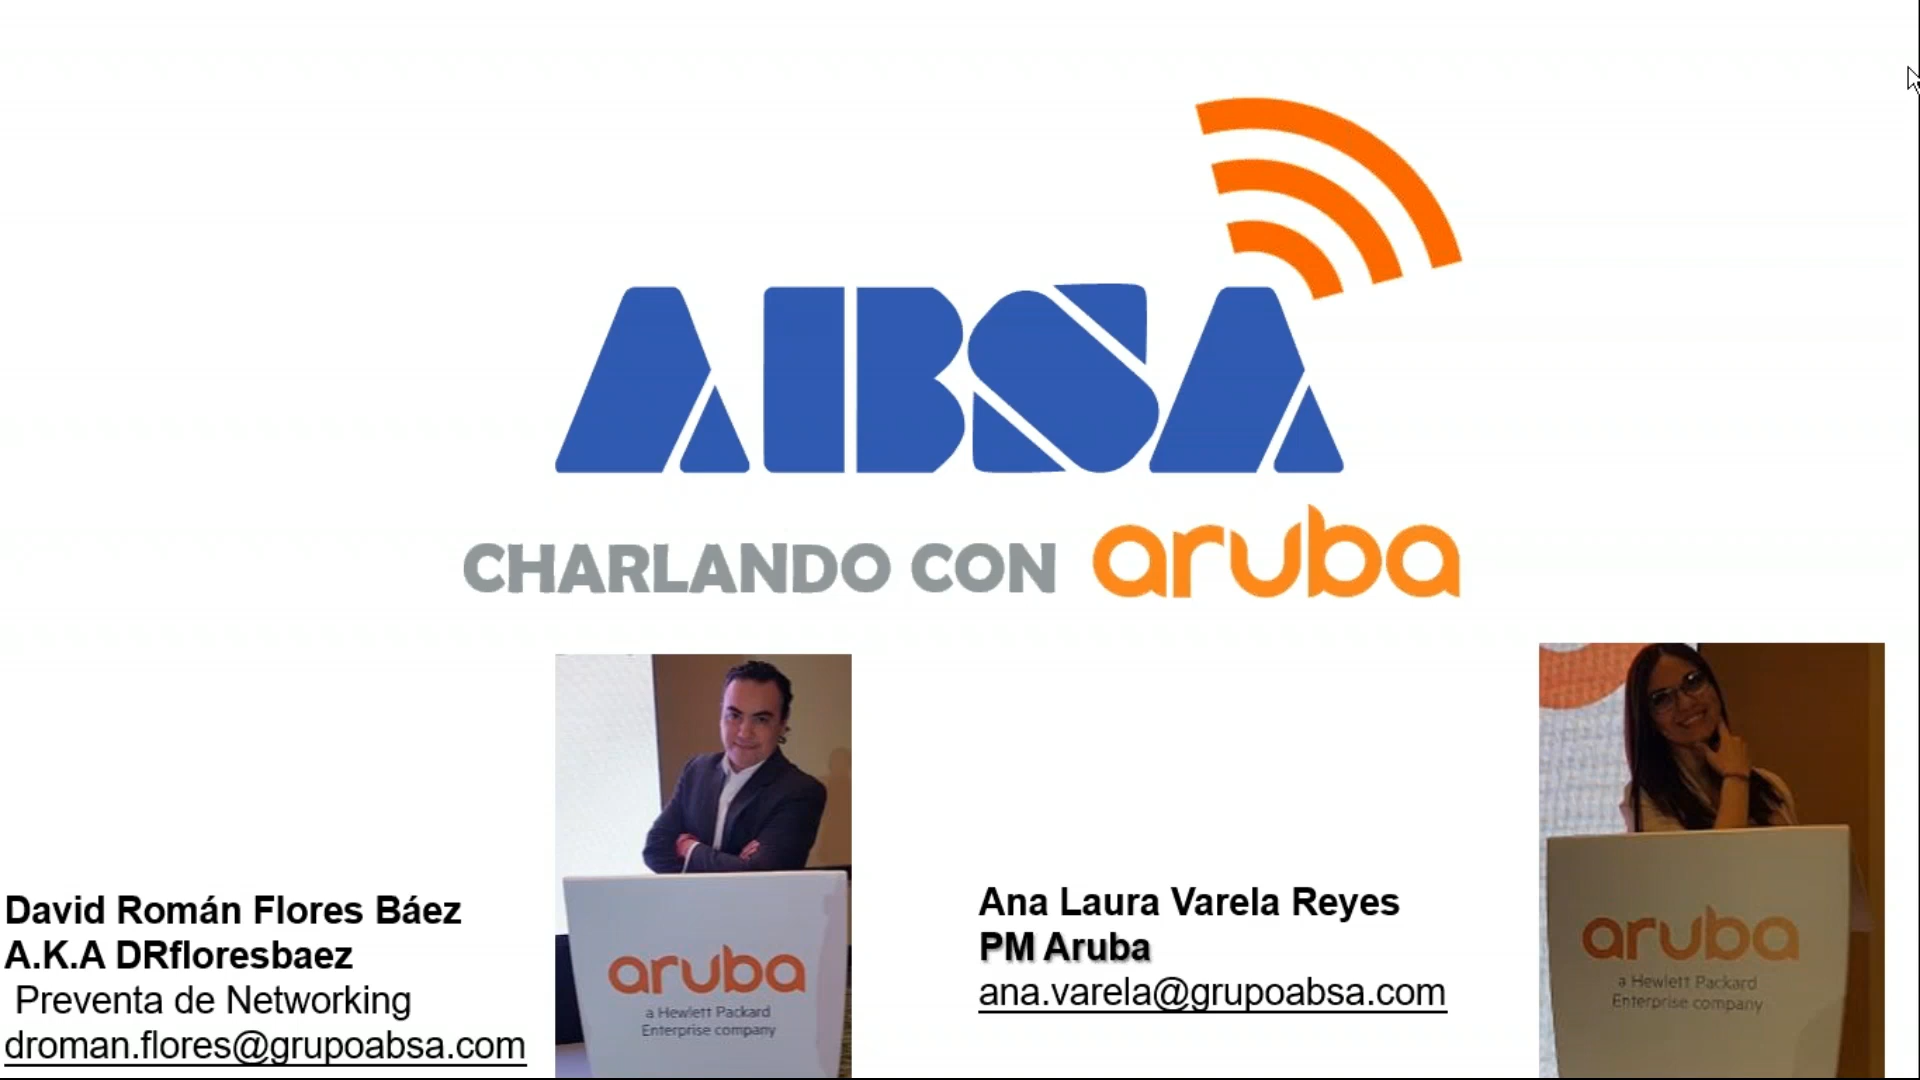 ABSA
CHARLANDO CON aruba
David Román Flores Báez
A.K.A DRfloresbaez
Preventa de Networking
droman.flores@grupoabsa.com
aruba
a Hewlett Packard
Enterprise company
Ana Laura Varela Reyes
PM Aruba
ana.varela@grupoabsa.com
aruba
a Hewlett Packard
Enterprise company